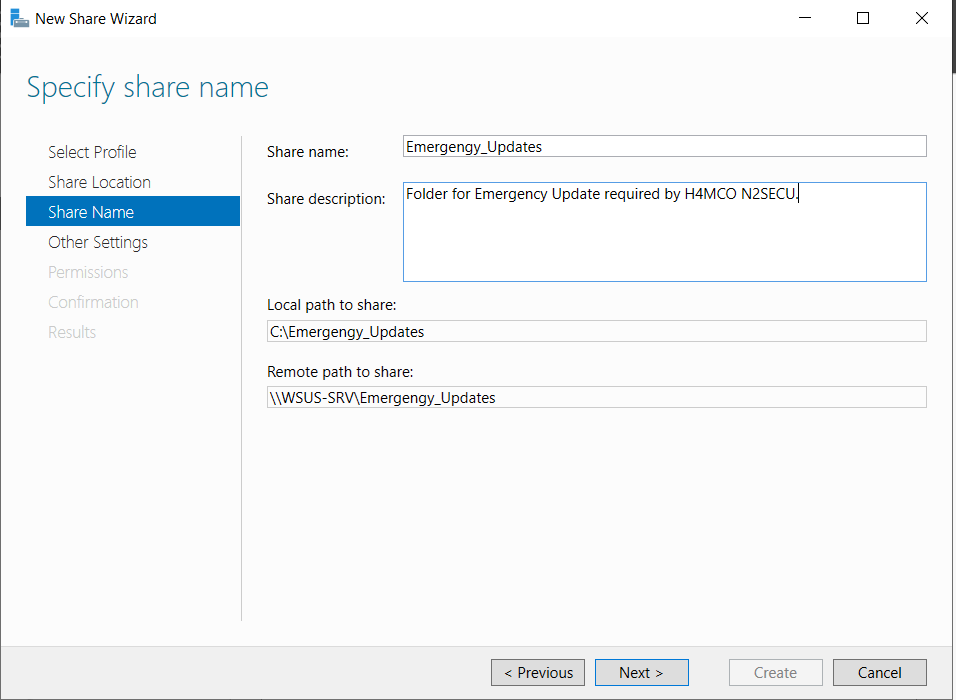 New Share Wizard
Specify share name
Select Profile
Share Location
Share Name
Other Settings
Permissions
Confirmation
Results
Share name:
Emergengy_Updates
Share description:
Folder for Emergency Update required by H4MCO N2SECU.
Local path to share:
C:\Emergengy_Updates
Remote path to share:
\\WSUS-SRV\Emergengy_Updates
< Previous
Next >
Create
Cancel